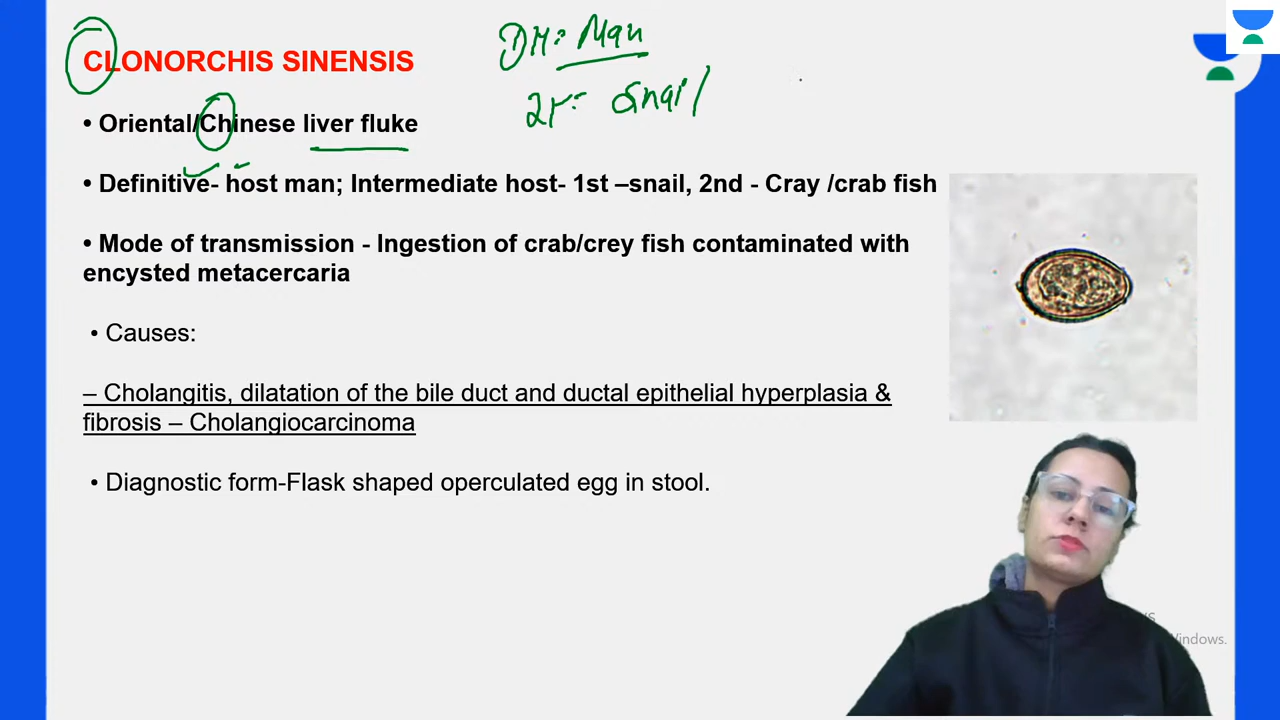 DH: Man
CLONORCHIS SINENSIS
Snail
• Oriental/Chinese liver fluke
• Definitive- host man; Intermediate host- 1st –snail, 2nd - Cray /crab fish
• Mode of transmission - Ingestion of crab/crey fish contaminated with
encysted metacercaria
• Causes:
– Cholangitis, dilatation of the bile duct and ductal epithelial hyperplasia &
fibrosis – Cholangiocarcinoma
• Diagnostic form-Flask shaped operculated egg in stool.